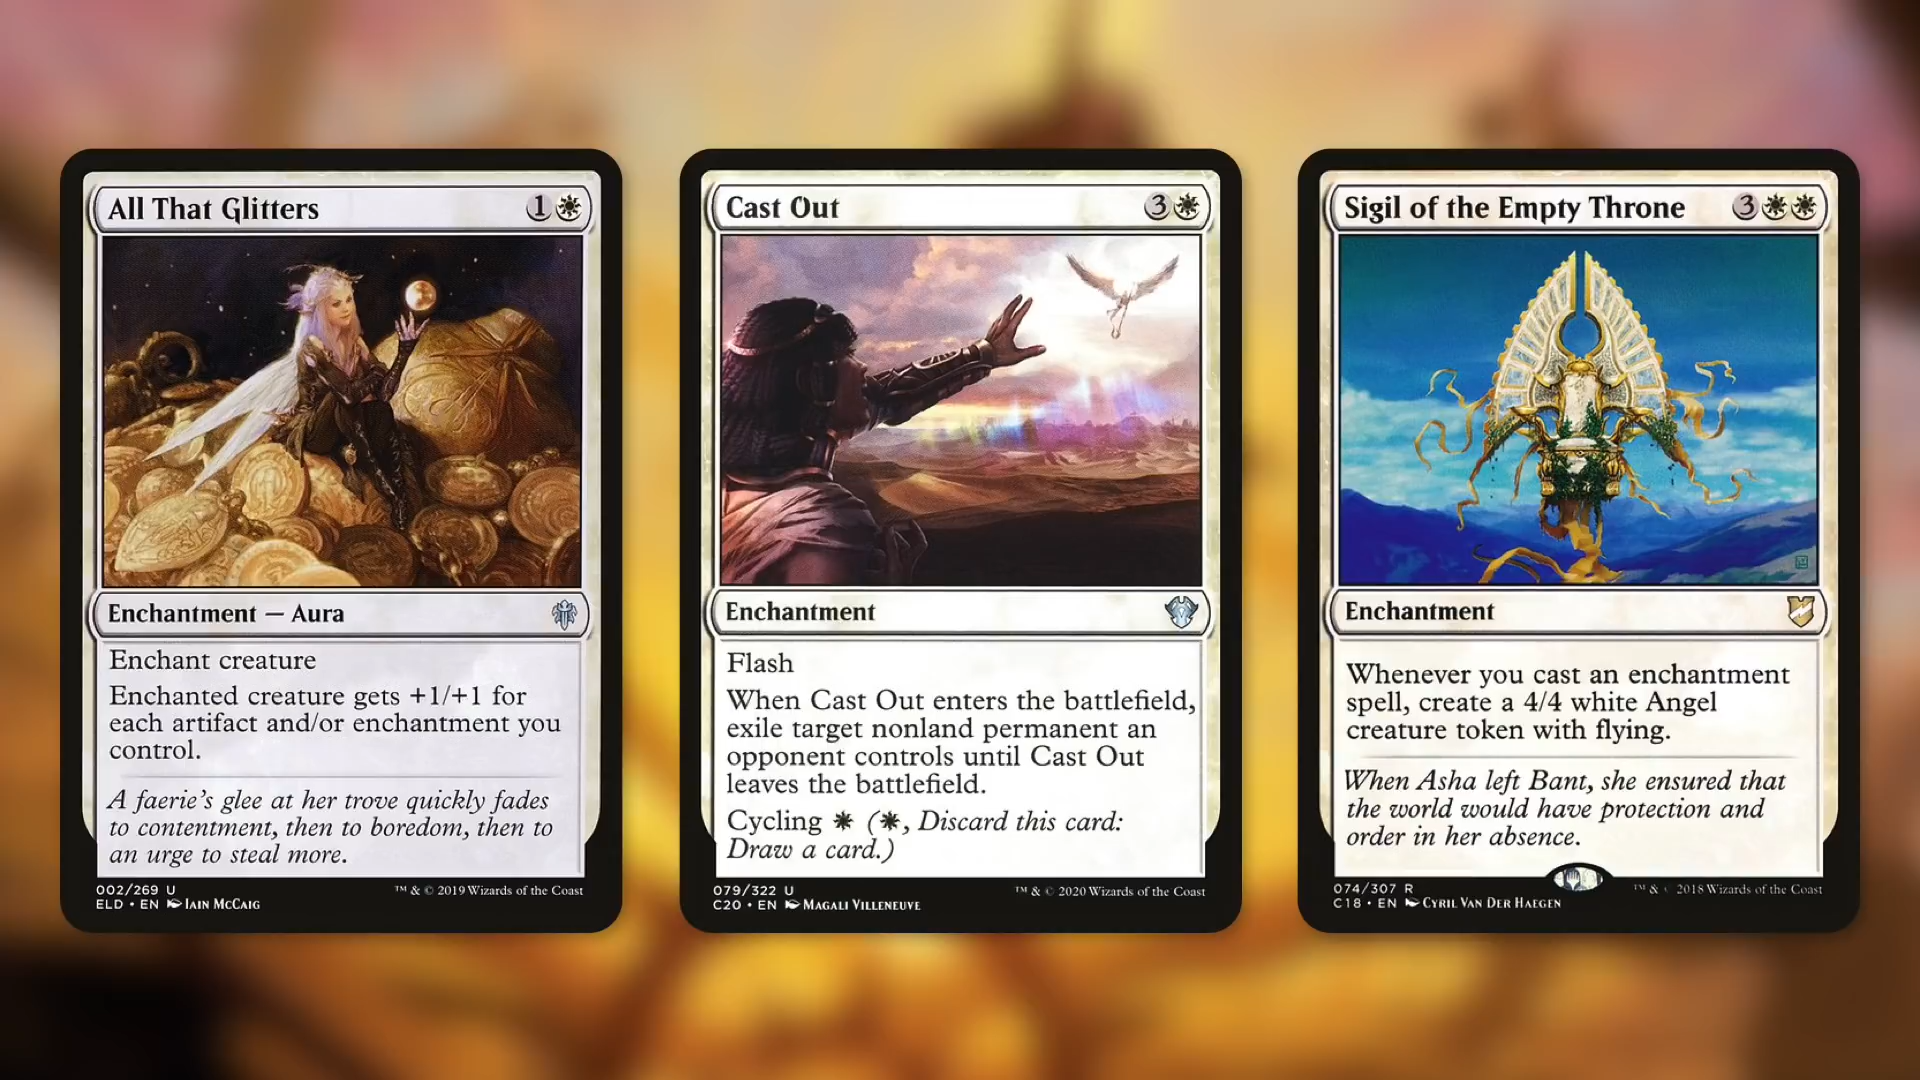 All That Glitters 1
Enchantment — Aura
Enchant creature
Enchanted creature gets +1/+1 for
each artifact and/or enchantment you
control.
A faerie's glee at her trove quickly fades
to contentment, then to boredom, then to
an urge to steal more.
002/269 U
ELD • EN IAIN MCCAIG
™ & © 2019 Wizards of the Coast
Cast Out 3
Enchantment
Flash
When Cast Out enters the battlefield,
exile target nonland permanent an
opponent controls until Cast Out
leaves the battlefield.
Cycling (, Discard this card:
Draw a card.)
079/322 U
C20 • EN MAGALI VILLENEUVE
™ & © 2020 Wizards of the Coast
Sigil of the Empty Throne 3
Enchantment
Whenever you cast an enchantment
spell, create a 4/4 white Angel
creature token with flying.
When Asha left Bant, she ensured that
the world would have protection and
order in her absence.
074/307 R
C18 • EN CYRIL VAN DER HAEGEN
™ & © 2018 Wizards of the Coast